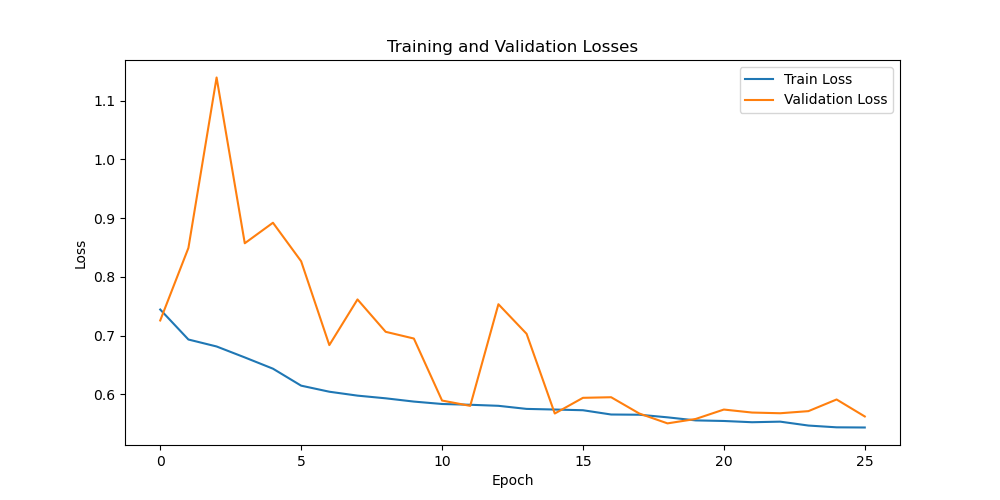 Training and Validation Losses
Train Loss
Validation Loss
1.1
1.0
0.9
0.8
0.7
0.6
Loss
0 5 10 15 20 25
Epoch